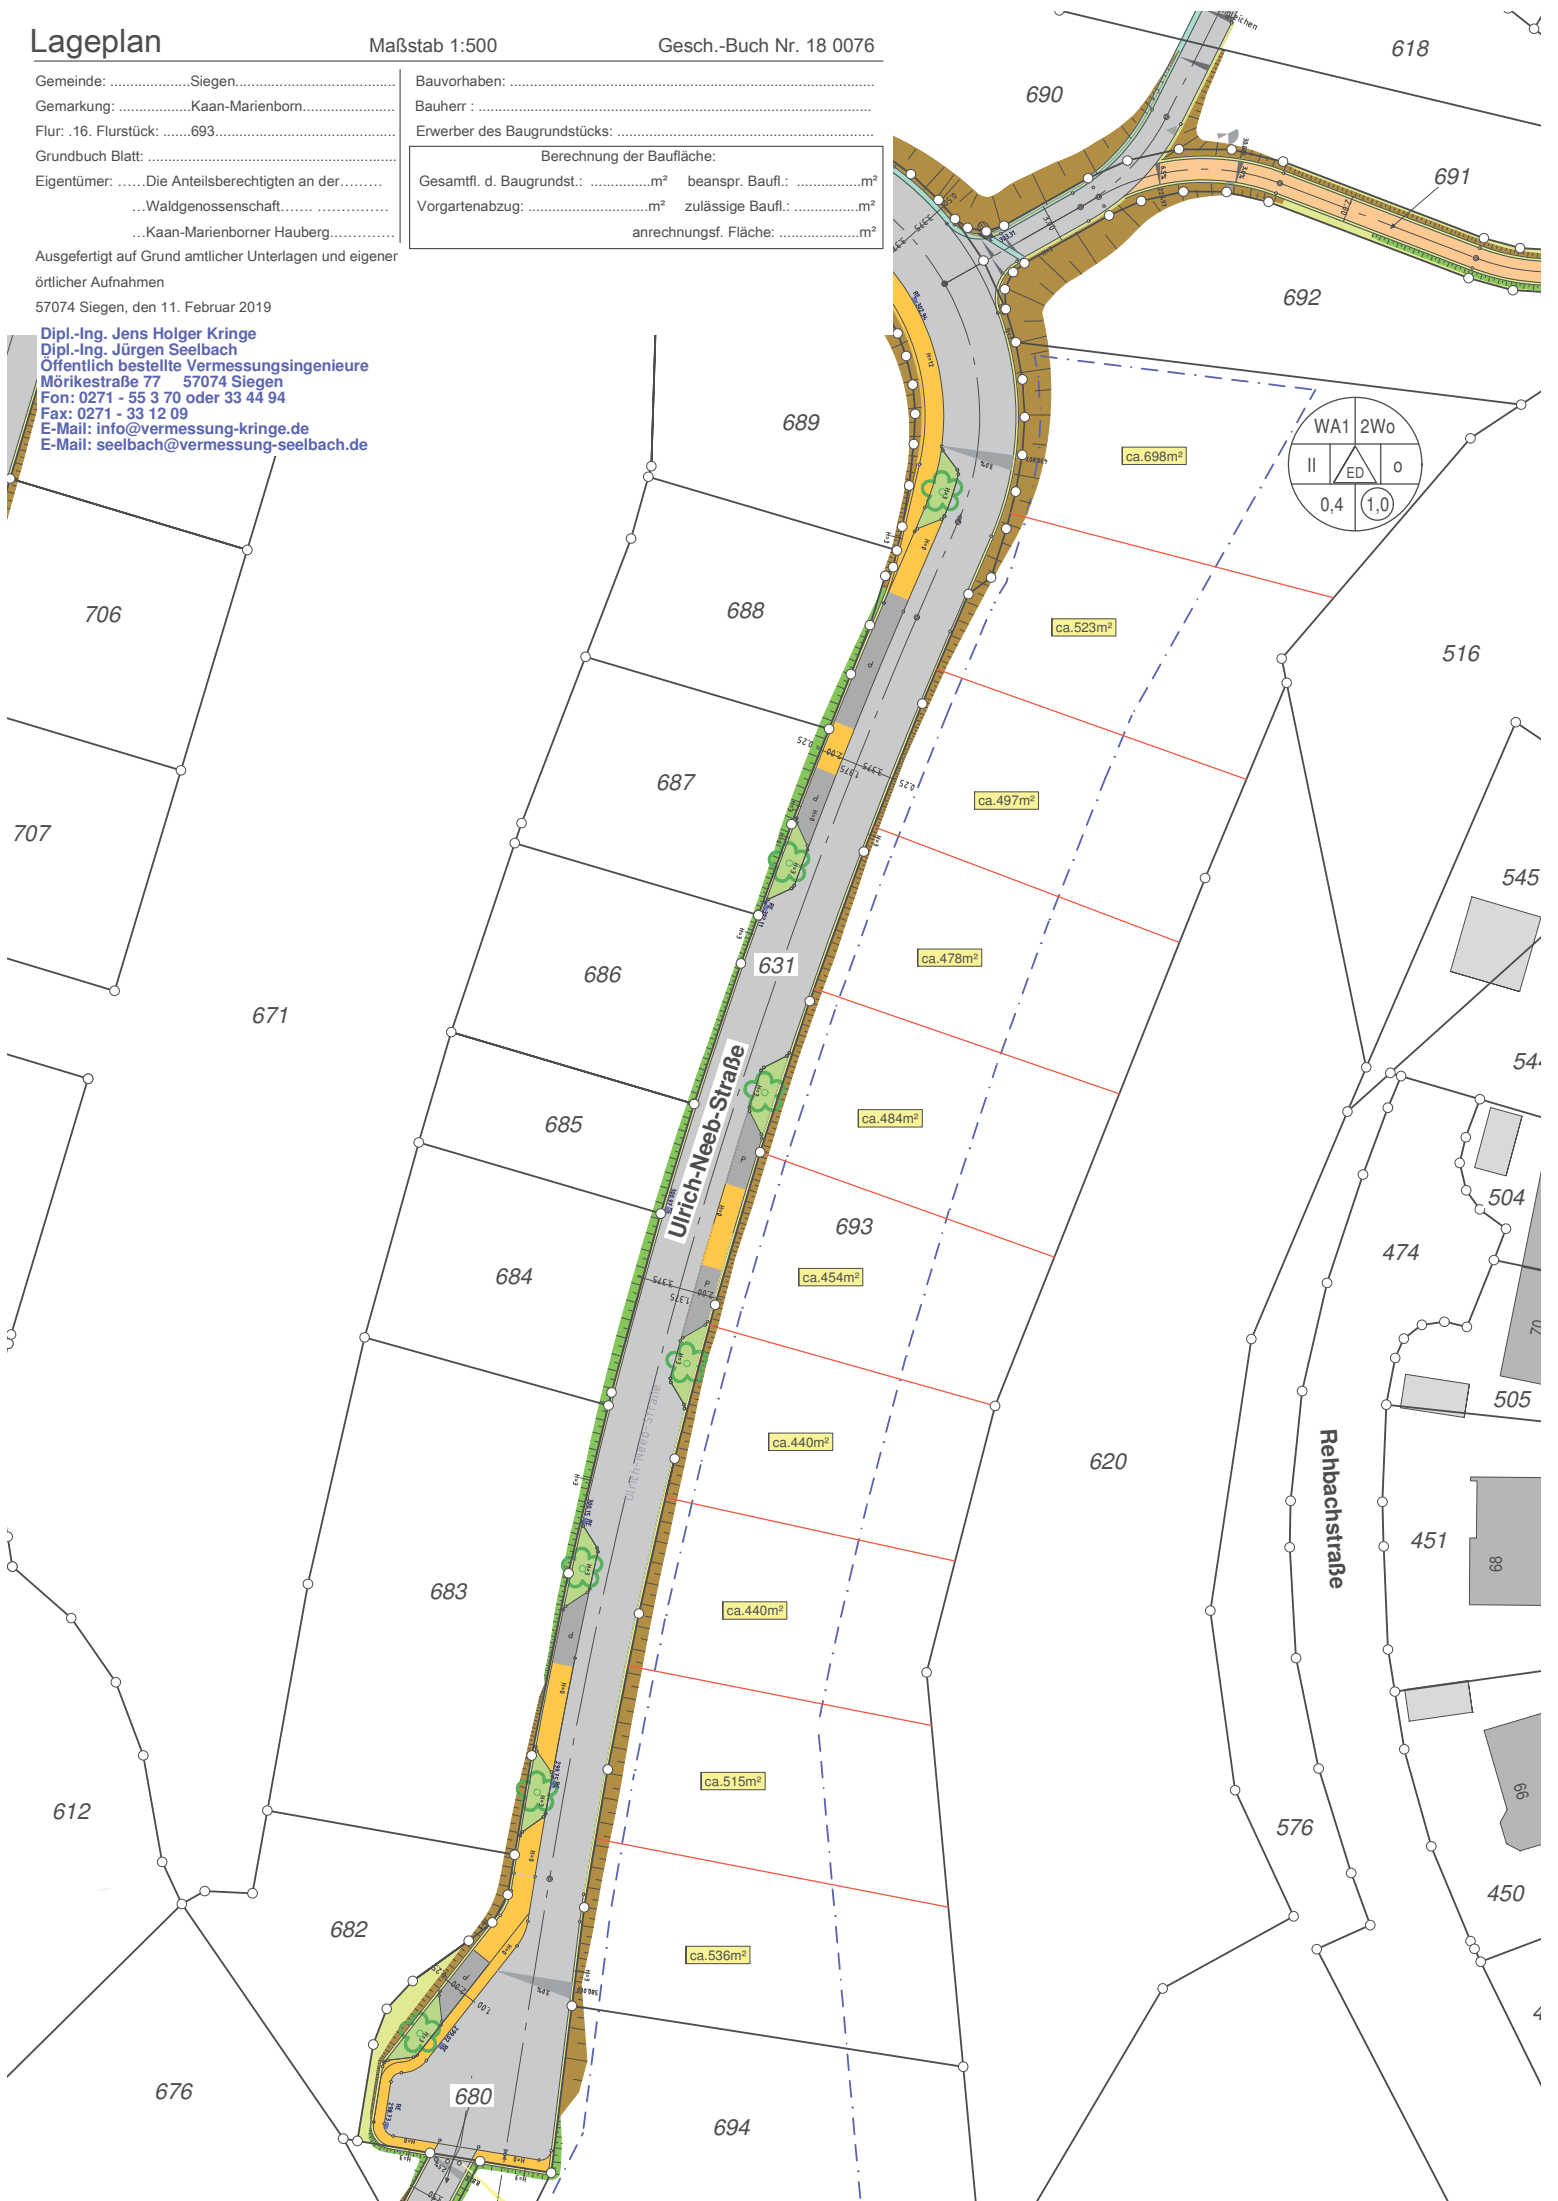 Lageplan Maßstab 1:500 Gesch.-Buch Nr. 18 0076
Gemeinde: ....................Siegen........................................
Gemarkung: ..................Kaan-Marienborn.......................
Flur: .16. Flurstück: .......693.............................................
Grundbuch Blatt: ..............................................................
Eigentümer: ......Die Anteilsberechtigten an der.........
...Waldgenossenschaft...... ...............
...Kaan-Marienborner Hauberg.............
Bauvorhaben: ...........................................................................................
Bauherr : ..................................................................................................
Erwerber des Baugrundstücks: ................................................................
Berechnung der Baufläche:
Gesamtfl. d. Baugrundst.: ...............m² beanspr. Baufl.: ................m²
Vorgartenabzug: ..............................m² zulässige Baufl.: ................m²
anrechnungsf. Fläche: ....................m²
Ausgefertigt auf Grund amtlicher Unterlagen und eigener
örtlicher Aufnahmen
57074 Siegen, den 11. Februar 2019
Dipl.-Ing. Jens Holger Kringe
Dipl.-Ing. Jürgen Seelbach
Öffentlich bestellte Vermessungsingenieure
Mörikestraße 77 57074 Siegen
Fon: 0271 - 55 3 70 oder 33 44 94
Fax: 0271 - 33 12 09
E-Mail: info@vermessung-kringe.de
E-Mail: seelbach@vermessung-seelbach.de
618
690
691
692
689
WA1 2Wo
II ED o
0,4 1,0
ca.698m²
688
706
ca.523m²
516
687
707
ca.497m²
545
686
631
ca.478m²
671
544
Ulrich-Neeb-Straße
685
ca.484m²
504
693
474
684
ca.454m²
70
505
Ulrich-Neeb-Straße
ca.440m²
620
Rehbachstraße
451
68
683
ca.440m²
ca.515m²
66
612
576
450
682
ca.536m²
676
680
694